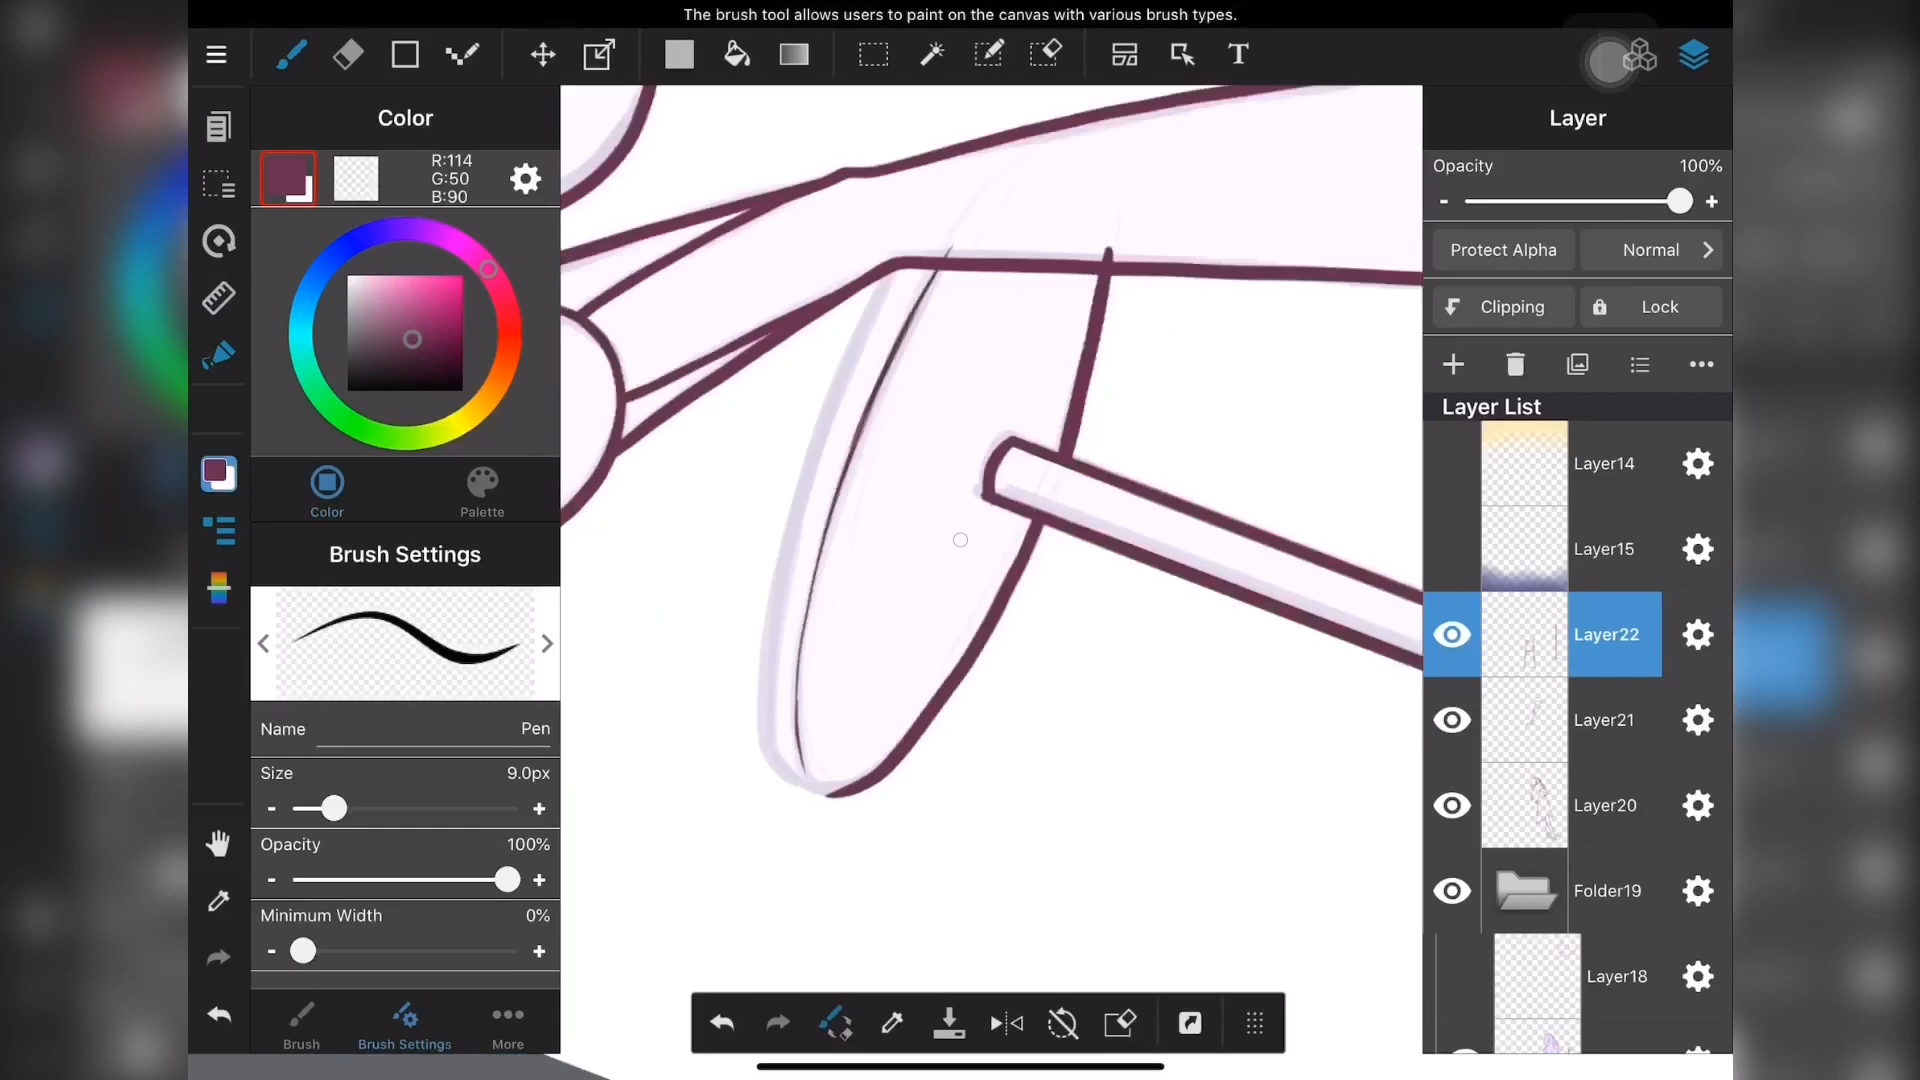 The brush tool allows users to paint on the canvas with various brush types.
T
Color
R:114
G:50
B:90
Color
Palette
Brush Settings
Name Pen
Size 9.0px
- +
Opacity 100%
- +
Minimum Width 0%
- +
Brush
Brush Settings
More
Layer
Opacity 100%
- +
Protect Alpha
Normal
Clipping
Lock
Layer List
Layer14
Layer15
Layer22
Layer21
Layer20
Folder19
Layer18